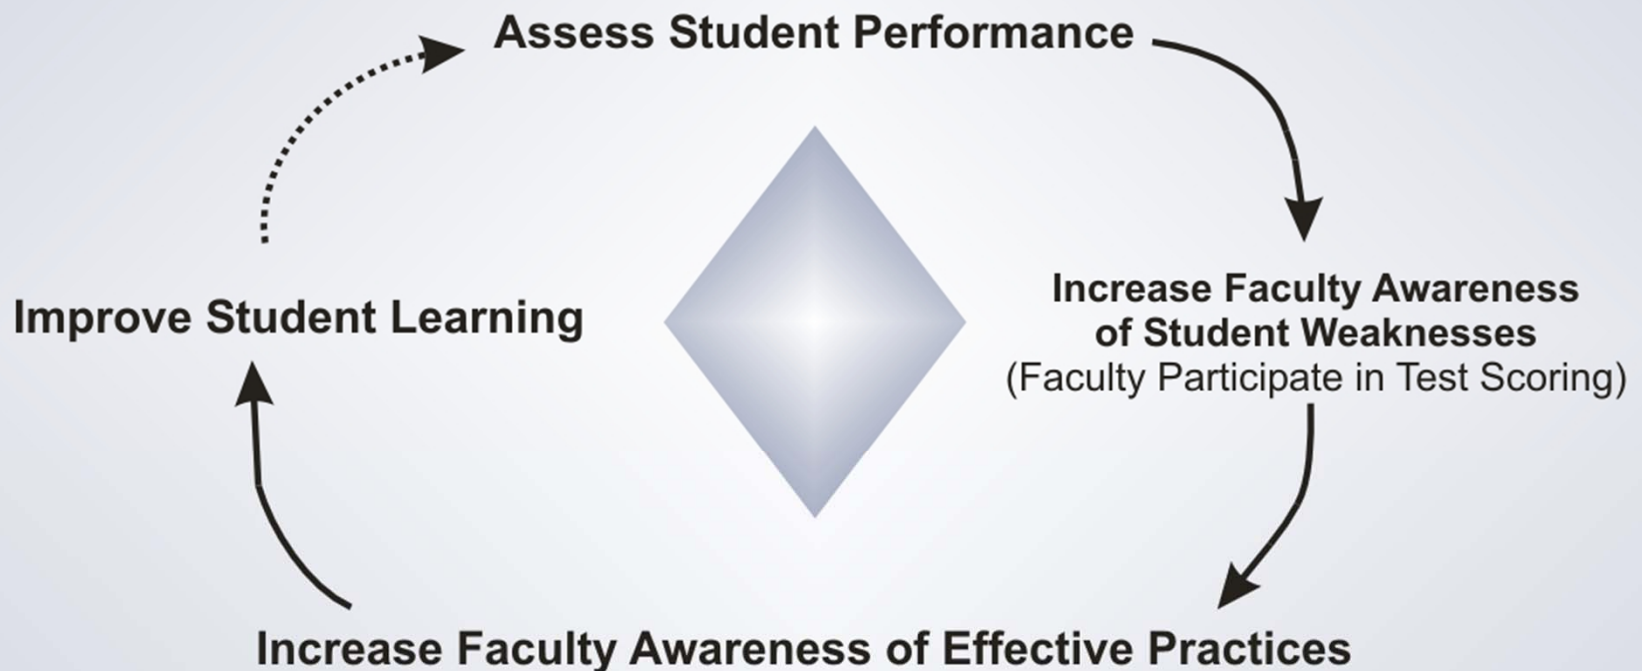 Assess Student Performance
Increase Faculty Awareness
of Student Weaknesses
(Faculty Participate in Test Scoring)
Increase Faculty Awareness of Effective Practices
Improve Student Learning